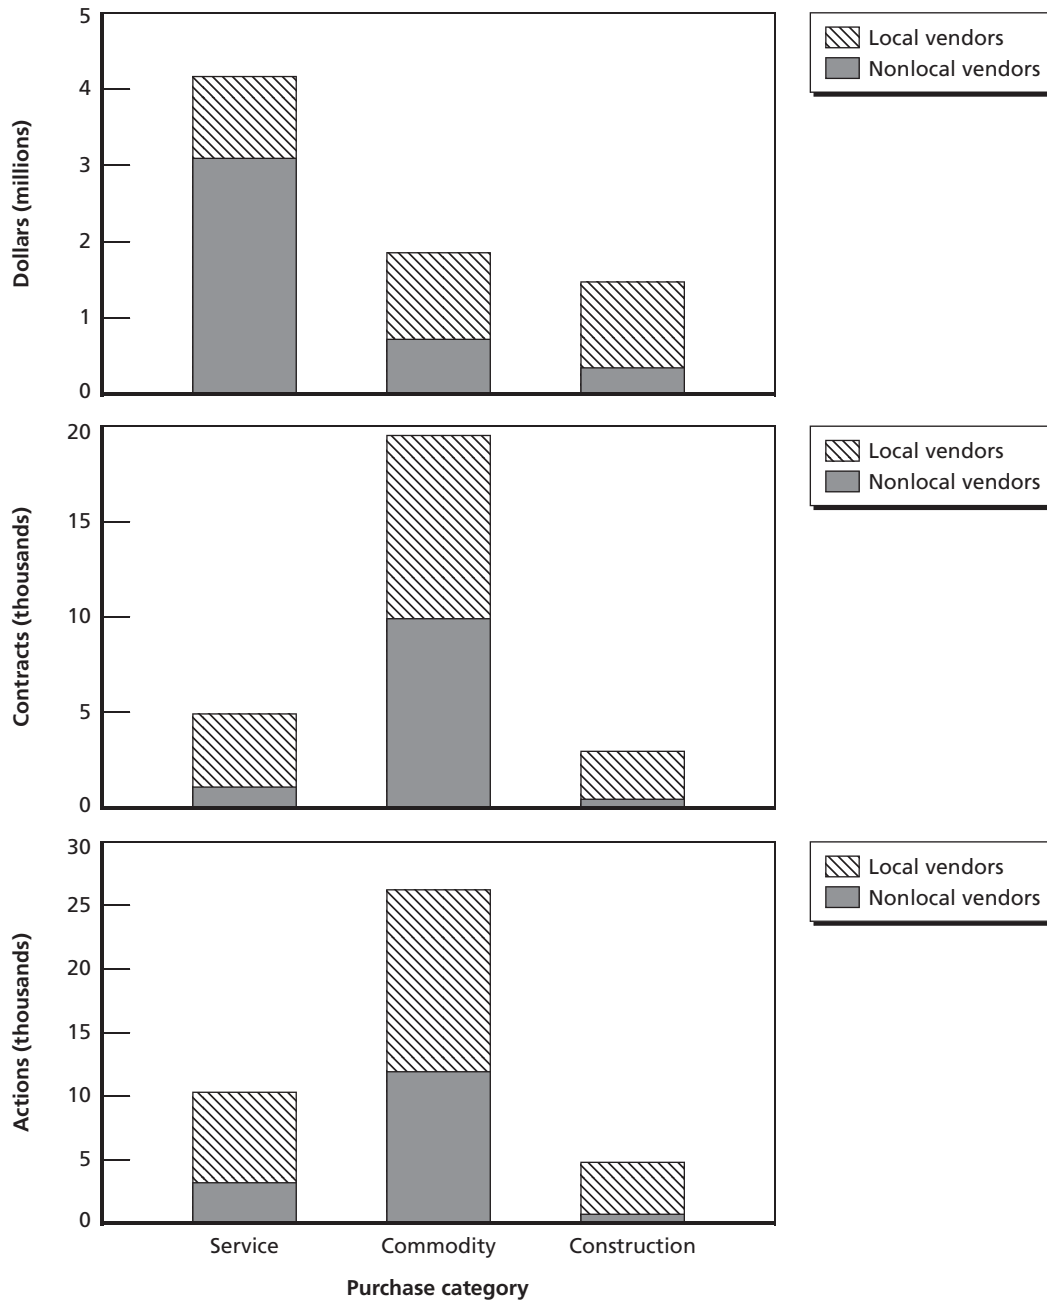 Dollars (millions)
5
4
3
2
1
0
Local vendors
Nonlocal vendors
Contracts (thousands)
20
15
10
5
0
Local vendors
Nonlocal vendors
Actions (thousands)
30
25
20
15
10
5
0
Local vendors
Nonlocal vendors
Service Commodity Construction
Purchase category